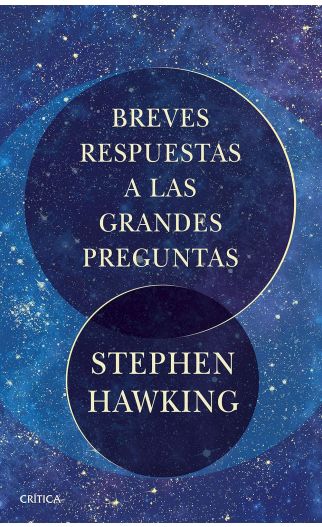 BREVES
RESPUESTAS
A LAS
GRANDES
PREGUNTAS
STEPHEN
HAWKING
CRÍTICA